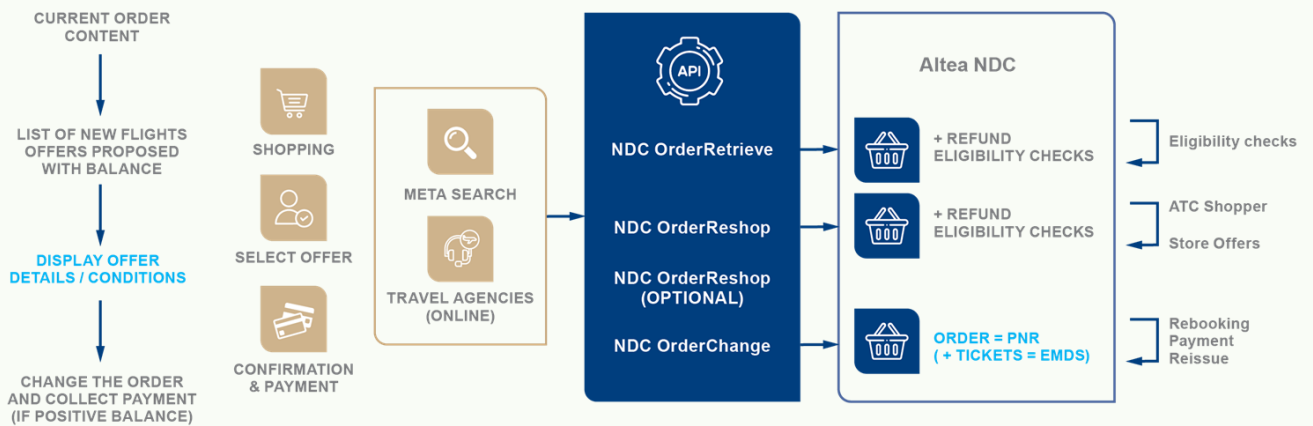 CURRENT ORDER
CONTENT
LIST OF NEW FLIGHTS
OFFERS PROPOSED
WITH BALANCE
DISPLAY OFFER
DETAILS / CONDITIONS
CHANGE THE ORDER
AND COLLECT PAYMENT
(IF POSITIVE BALANCE)
SHOPPING
SELECT OFFER
CONFIRMATION
& PAYMENT
META SEARCH
TRAVEL AGENCIES
(ONLINE)
API
NDC OrderRetrieve
NDC OrderReshop
NDC OrderReshop
(OPTIONAL)
NDC OrderChange
Altea NDC
+ REFUND
ELIGIBILITY CHECKS
+ REFUND
ELIGIBILITY CHECKS
ORDER = PNR
( + TICKETS = EMDS)
Eligibility checks
ATC Shopper
Store Offers
Rebooking
Payment
Reissue